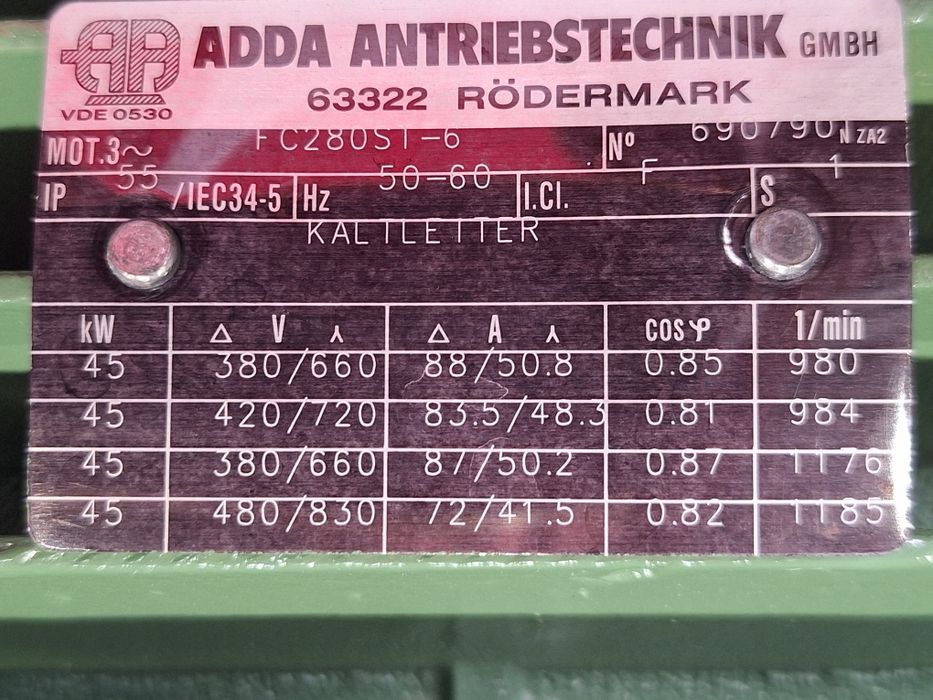 ADDA ANTRIEBSTECHNIK GMBH
VDE 0530
63322 RÖDERMARK
MOT.3~ FC280ST-6 Nº 690790 N ZA2
IP 55 /IEC34-5 Hz 50-60 I.Cl. F S 1
KALTLEITER
kW △ V ⅄ △ A ⅄ cosφ 1/min
45 380/660 88/50.8 0.85 980
45 420/720 83.5/48.3 0.81 984
45 380/660 87/50.2 0.87 1176
45 480/830 72/41.5 0.82 1185